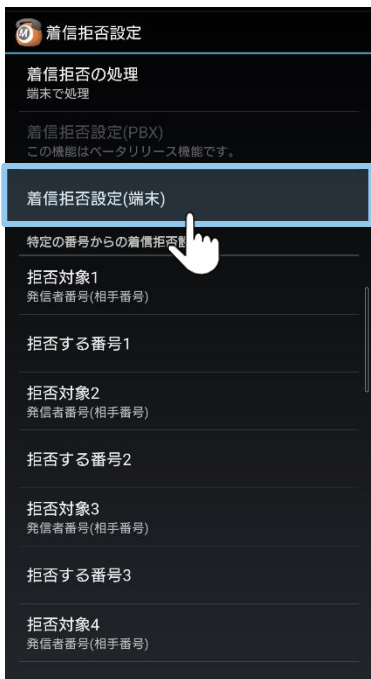 着信拒否設定
着信拒否の処理
端末で処理
着信拒否設定(PBX)
この機能はベータリリース機能です。
着信拒否設定(端末)
特定の番号からの着信拒否
拒否対象1
発信者番号(相手番号)
拒否する番号1
拒否対象2
発信者番号(相手番号)
拒否する番号2
拒否対象3
発信者番号(相手番号)
拒否する番号3
拒否対象4
発信者番号(相手番号)